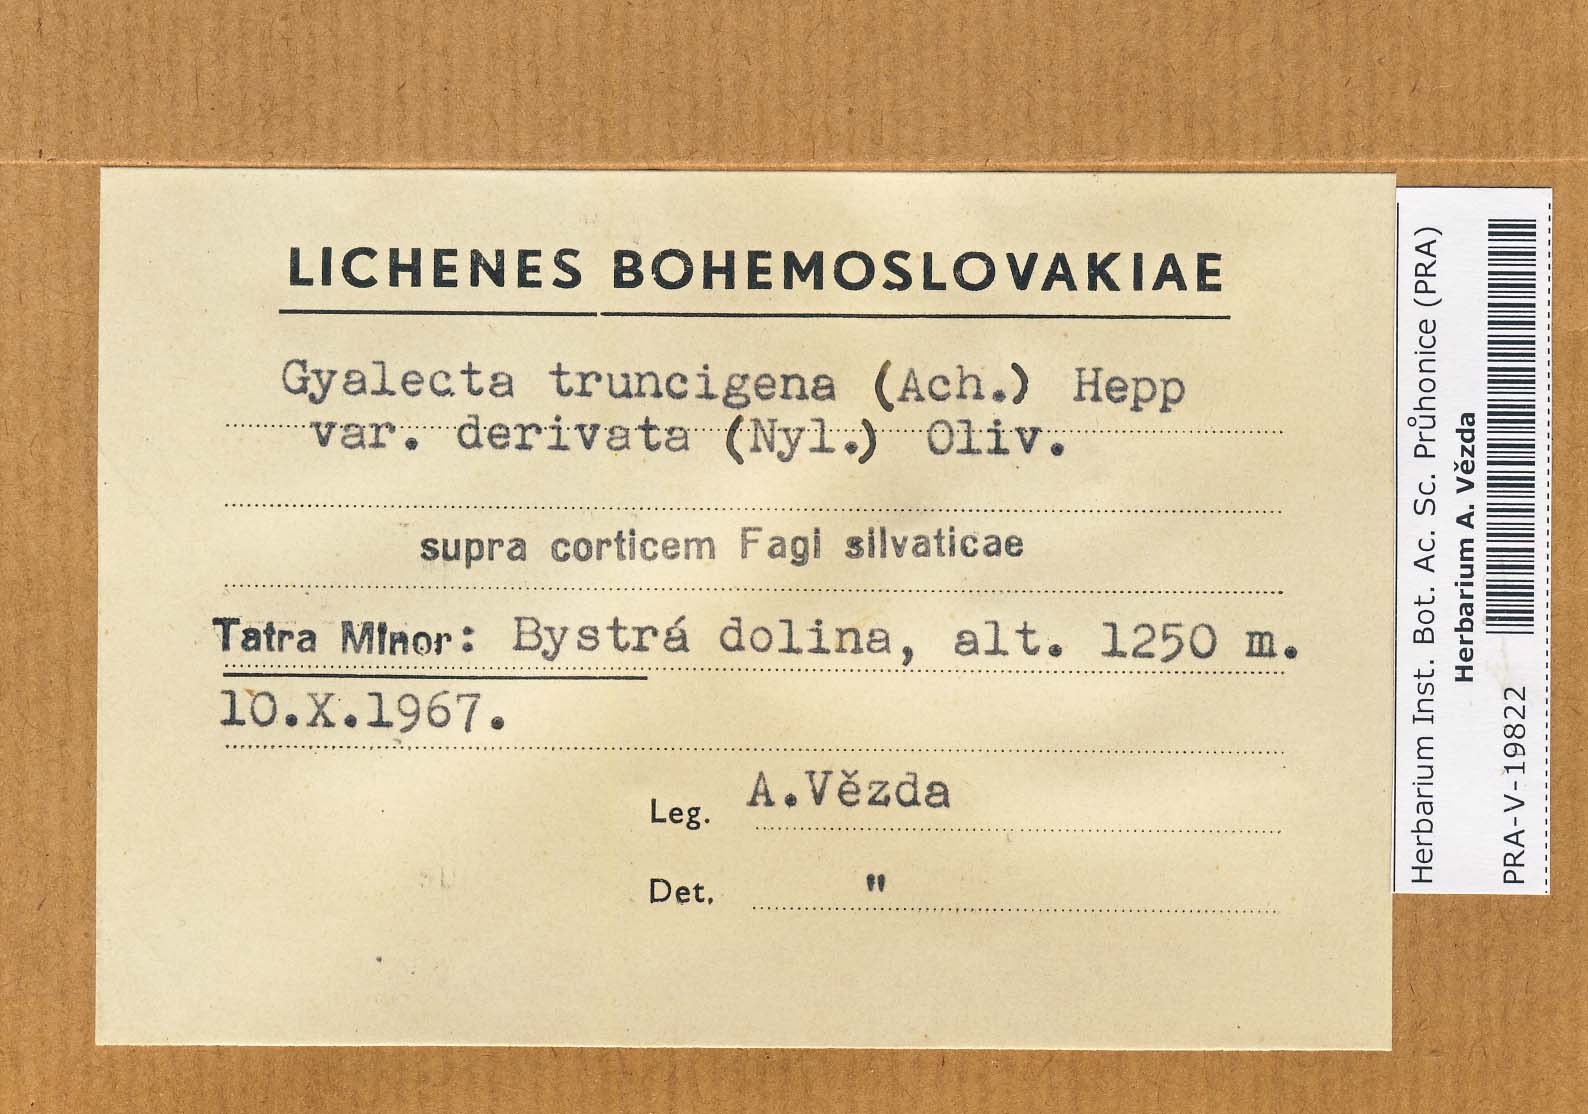 LICHENES BOHEMOSLOVAKIAE
Gyalecta truncigena (Ach.) Hepp
var. derivata (Nyl.) Oliv.
supra corticem Fagi silvaticae
Tatra Minor: Bystrá dolina, alt. 1250 m.
10.X.1967.
Leg. A.Vězda
Det. "
Herbarium Inst. Bot. Ac. Sc. Průhonice (PRA)
Herbarium A. Vězda
PRA-V-19822